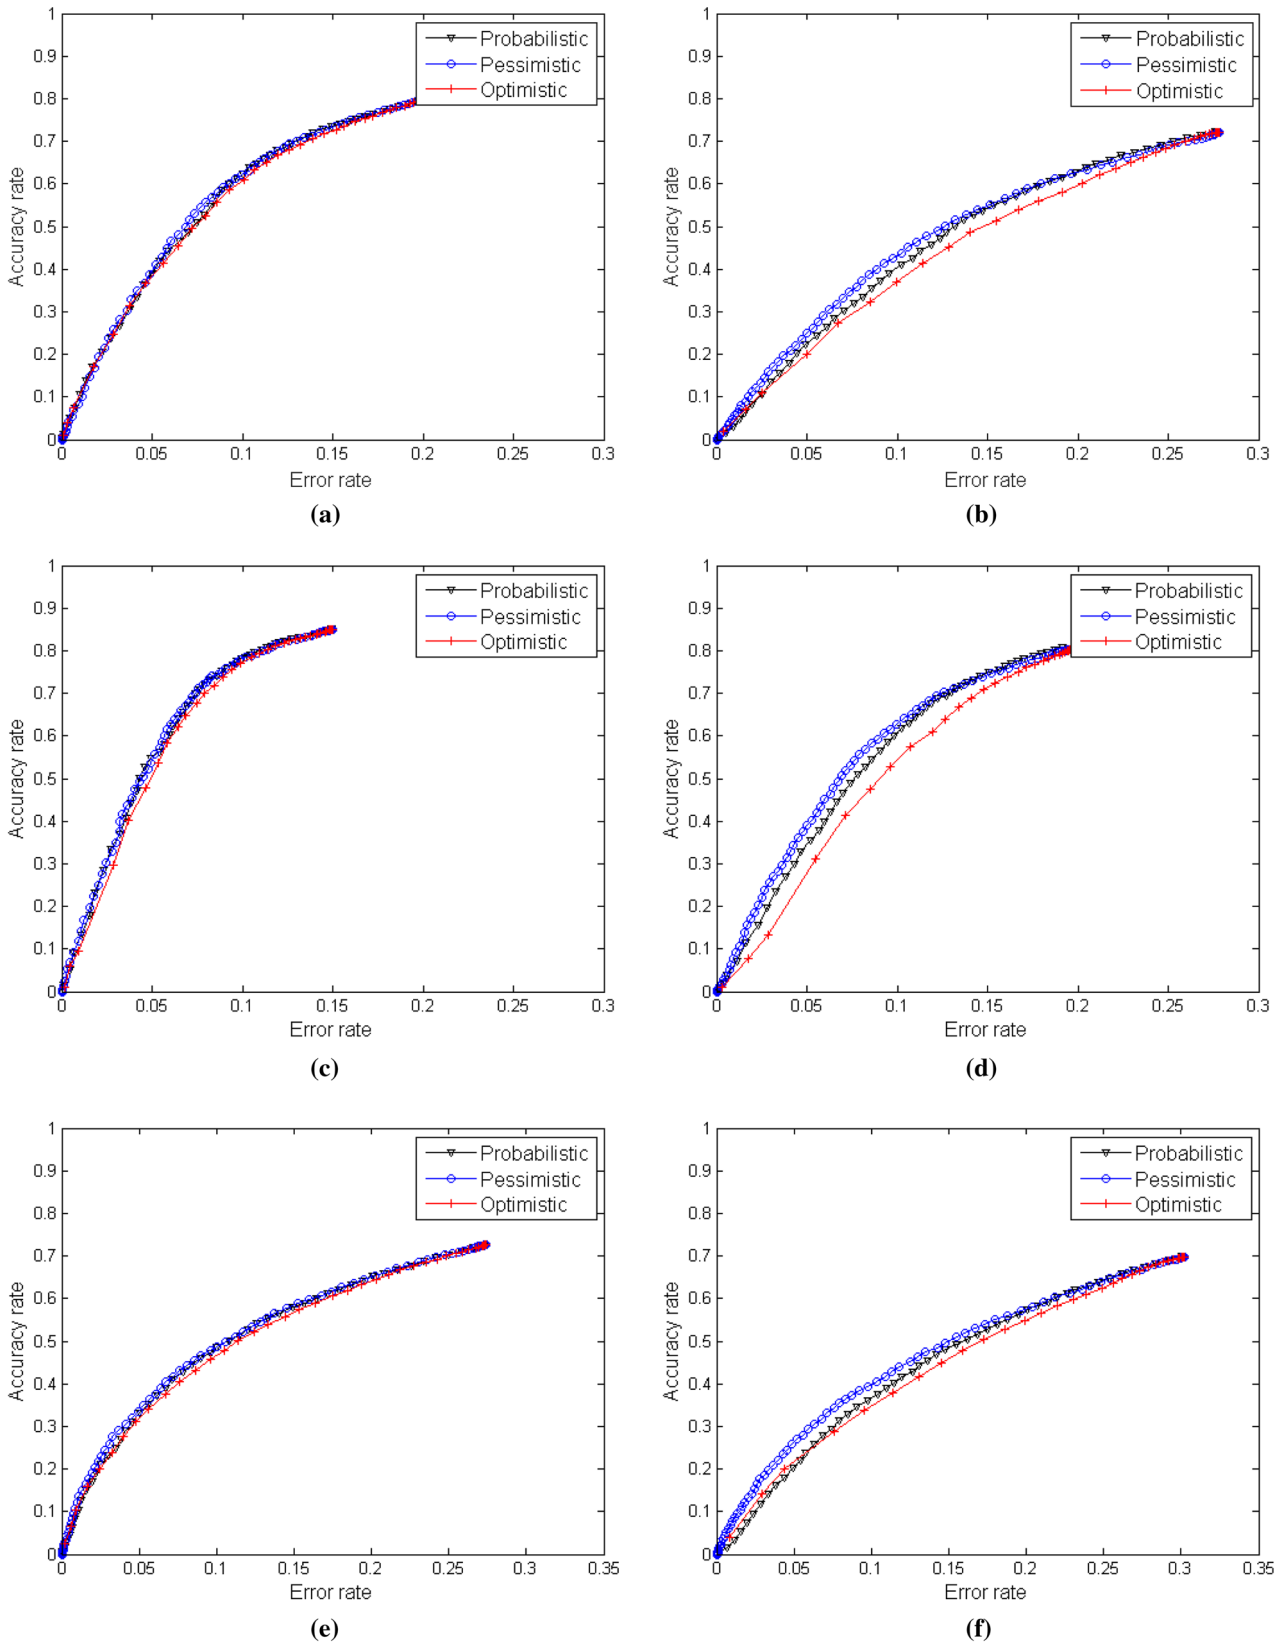 1
0.9
0.8
0.7
0.6
0.5
0.4
0.3
0.2
0.1
0
Accuracy rate
Probabilistic
Pessimistic
Optimistic
0 0.05 0.1 0.15 0.2 0.25 0.3
Error rate
(a)
1
0.9
0.8
0.7
0.6
0.5
0.4
0.3
0.2
0.1
0
Accuracy rate
Probabilistic
Pessimistic
Optimistic
0 0.05 0.1 0.15 0.2 0.25 0.3
Error rate
(b)
1
0.9
0.8
0.7
0.6
0.5
0.4
0.3
0.2
0.1
0
Accuracy rate
Probabilistic
Pessimistic
Optimistic
0 0.05 0.1 0.15 0.2 0.25 0.3
Error rate
(c)
1
0.9
0.8
0.7
0.6
0.5
0.4
0.3
0.2
0.1
0
Accuracy rate
Probabilistic
Pessimistic
Optimistic
0 0.05 0.1 0.15 0.2 0.25 0.3
Error rate
(d)
1
0.9
0.8
0.7
0.6
0.5
0.4
0.3
0.2
0.1
0
Accuracy rate
Probabilistic
Pessimistic
Optimistic
0 0.05 0.1 0.15 0.2 0.25 0.3 0.35
Error rate
(e)
1
0.9
0.8
0.7
0.6
0.5
0.4
0.3
0.2
0.1
0
Accuracy rate
Probabilistic
Pessimistic
Optimistic
0 0.05 0.1 0.15 0.2 0.25 0.3 0.35
Error rate
(f)